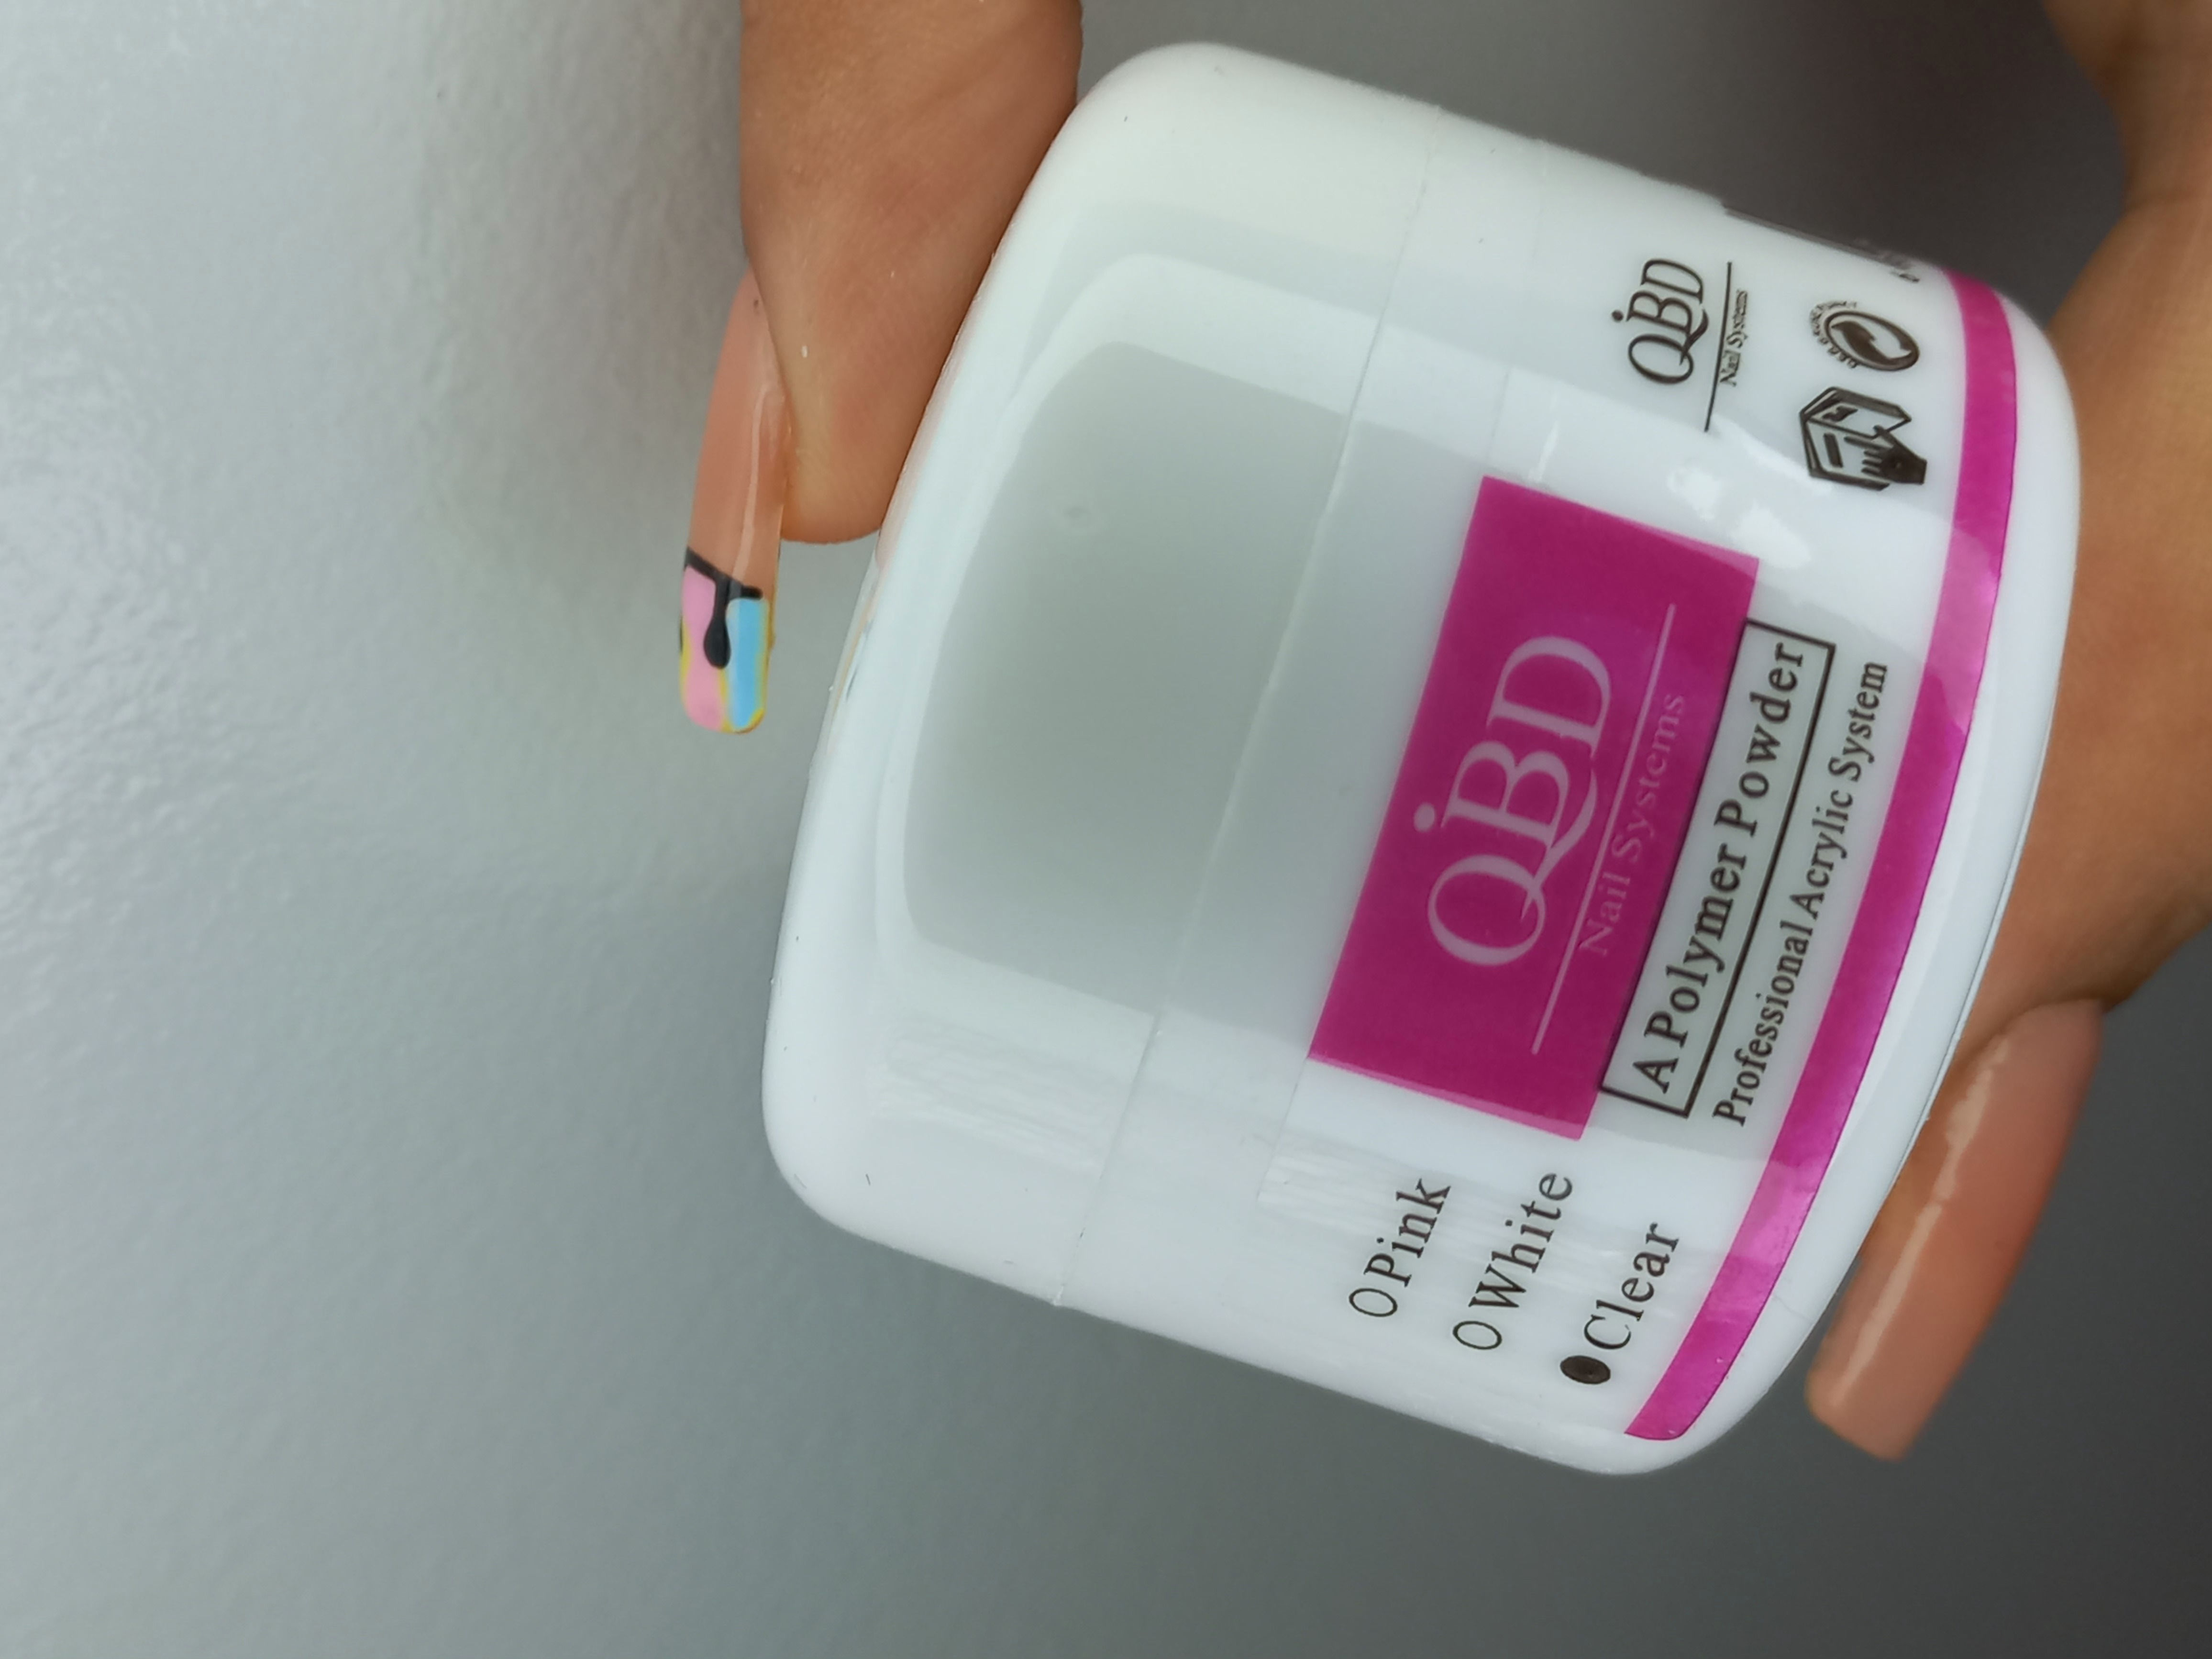 QBD
Nail Systems
A Polymer Powder
Professional Acrylic System
O Pink
O White
● Clear
QBD
Nail Systems